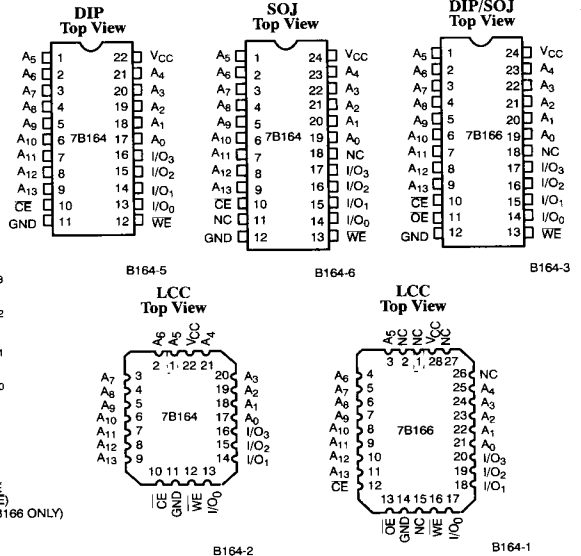 DIP
Top View
A5 1 22 VCC
A6 2 21 A4
A7 3 20 A3
A8 4 19 A2
A9 5 18 A1
A10 6 7B164 17 A0
A11 7 16 I/O3
A12 8 15 I/O2
A13 9 14 I/O1
CE 10 13 I/O0
GND 11 12 WE
B164-5
SOJ
Top View
A5 1 24 VCC
A6 2 23 A4
A7 3 22 A3
A8 4 21 A2
A9 5 20 A1
A10 6 7B164 19 A0
A11 7 18 NC
A12 8 17 I/O3
A13 9 16 I/O2
CE 10 15 I/O1
NC 11 14 I/O0
GND 12 13 WE
B164-6
DIP/SOJ
Top View
A5 1 24 VCC
A6 2 23 A4
A7 3 22 A3
A8 4 21 A2
A9 5 20 A1
A10 6 7B166 19 A0
A11 7 18 NC
A12 8 17 I/O3
A13 9 16 I/O2
CE 10 15 I/O1
OE 11 14 I/O0
GND 12 13 WE
B164-3
LCC
Top View
A6 A5 VCC A4
2 1 22 21
A7 3 20 A3
A8 4 19 A2
A9 5 18 A1
A10 6 7B164 17 A0
A11 7 16 I/O3
A12 8 15 I/O2
A13 9 14 I/O1
10 11 12 13
CE GND WE I/O0
B164-2
LCC
Top View
A5 NC NC VCC NC
3 2 1 28 27
26 NC
A6 4 25 A4
A7 5 24 A3
A8 6 23 A2
A9 7 22 A1
A10 8 7B166 21 A0
A11 9 20 I/O3
A12 10 19 I/O2
A13 11 18 I/O1
CE 12
13 14 15 16 17
OE GND NC WE I/O0
B164-1
166 ONLY)